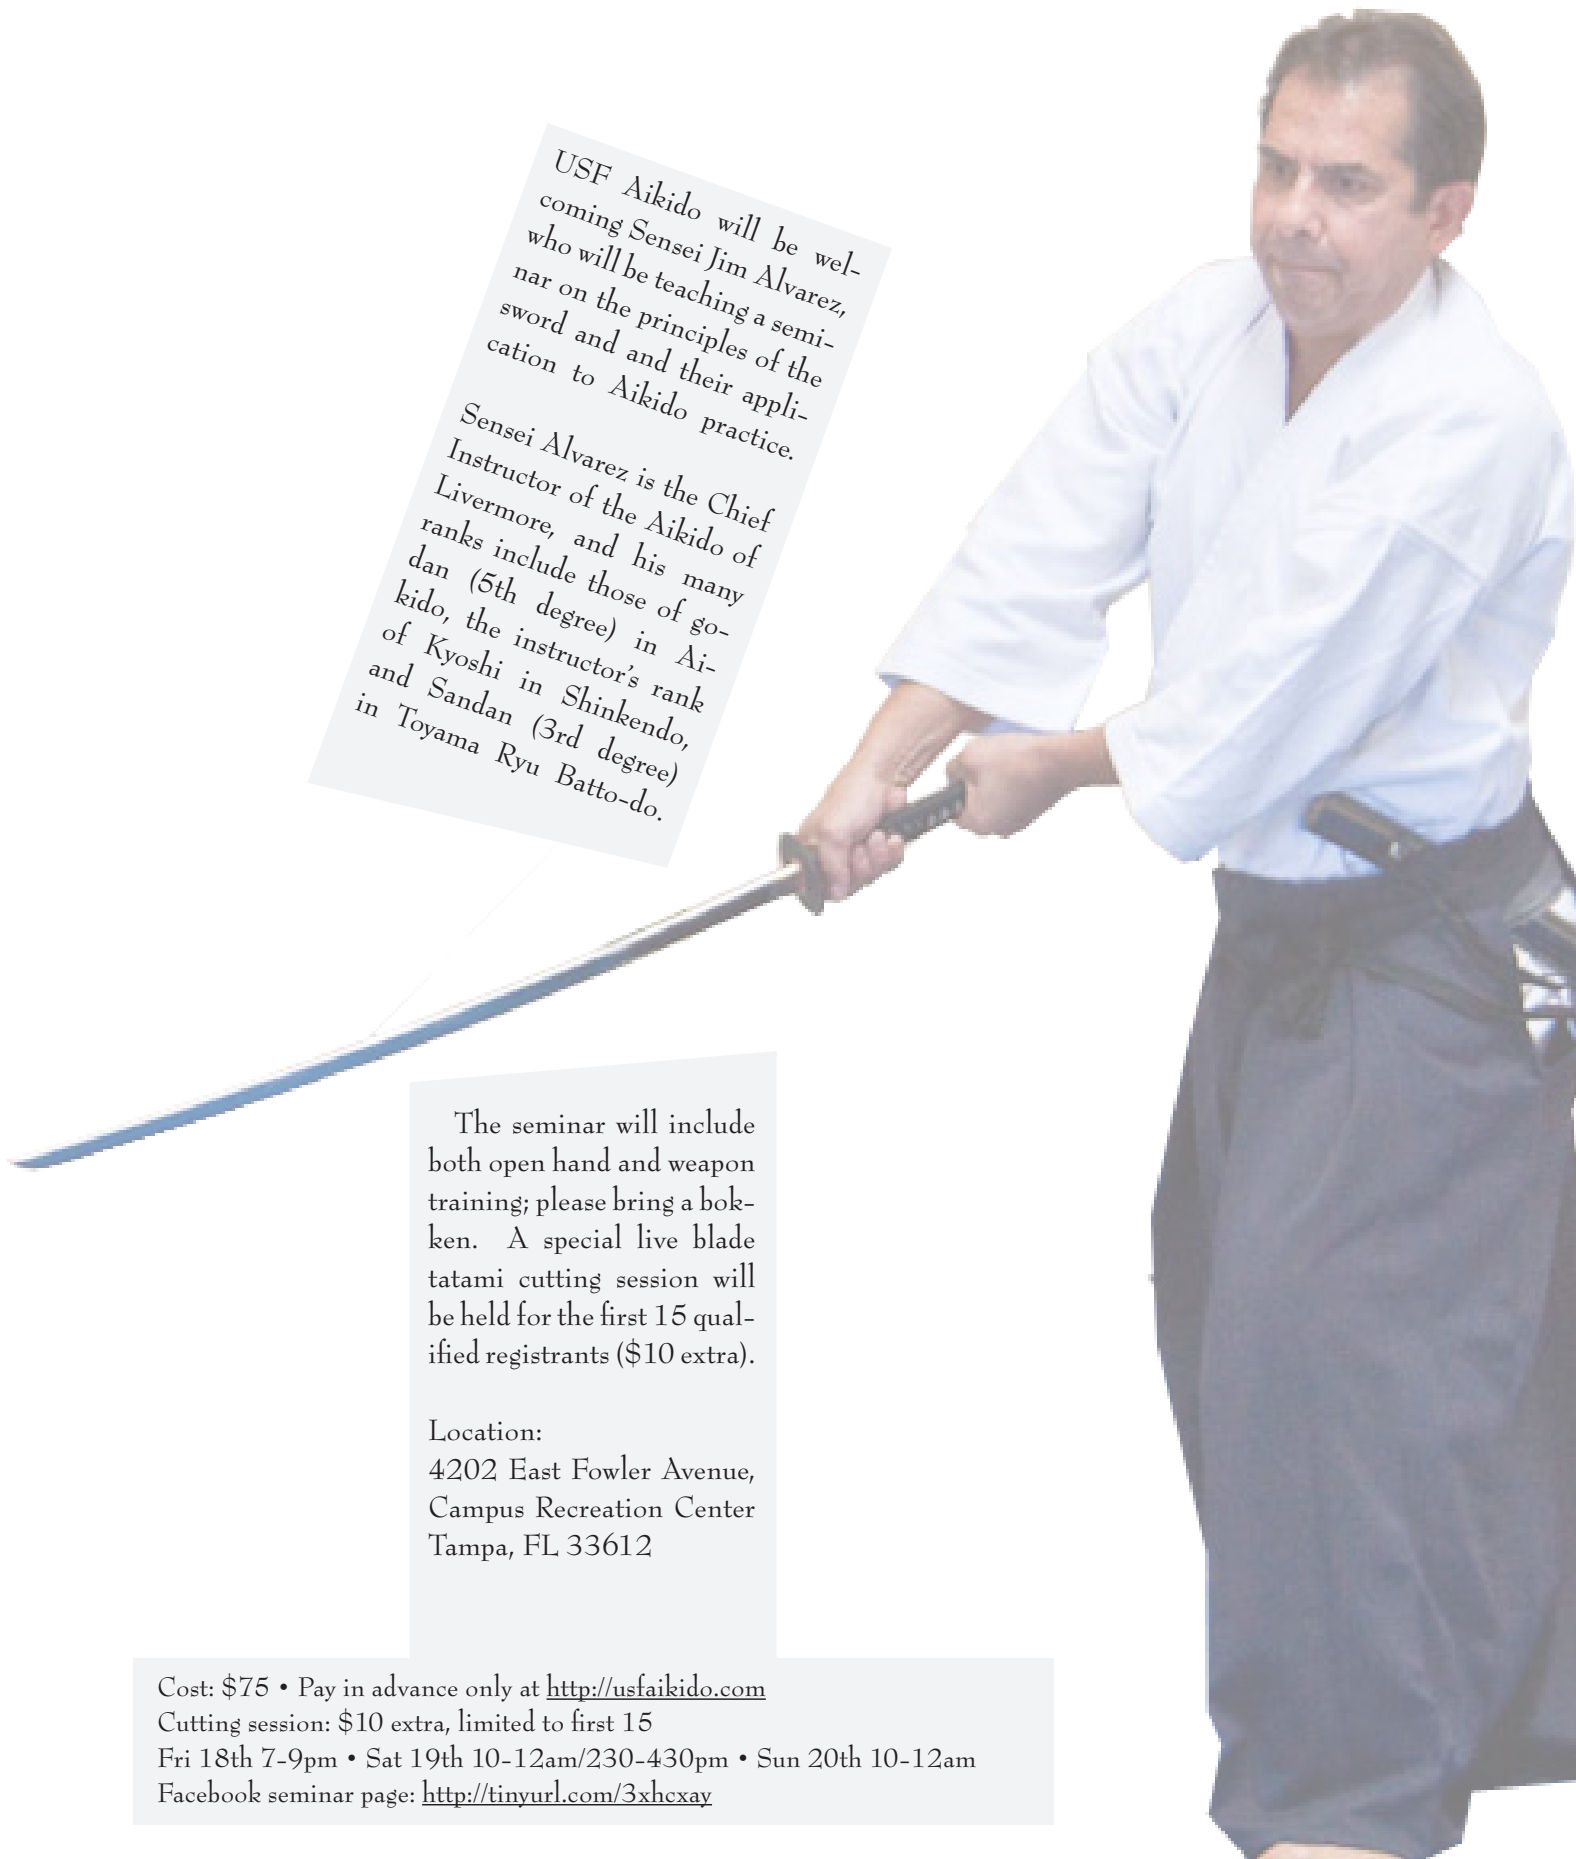 USF Aikido will be wel-
coming Sensei Jim Alvarez,
who will be teaching a semi-
nar on the principles of the
sword and and their appli-
cation to Aikido practice.
Sensei Alvarez is the Chief
Instructor of the Aikido of
Livermore, and his many
ranks include those of go-
dan (5th degree) in Ai-
kido, the instructor's rank
of Kyoshi in Shinkendo,
and Sandan (3rd degree)
in Toyama Ryu Batto-do.
The seminar will include
both open hand and weapon
training; please bring a bok-
ken. A special live blade
tatami cutting session will
be held for the first 15 qual-
ified registrants ($10 extra).
Location:
4202 East Fowler Avenue,
Campus Recreation Center
Tampa, FL 33612
Cost: $75 • Pay in advance only at http://usfaikido.com
Cutting session: $10 extra, limited to first 15
Fri 18th 7-9pm • Sat 19th 10-12am/230-430pm • Sun 20th 10-12am
Facebook seminar page: http://tinyurl.com/3xhcxay